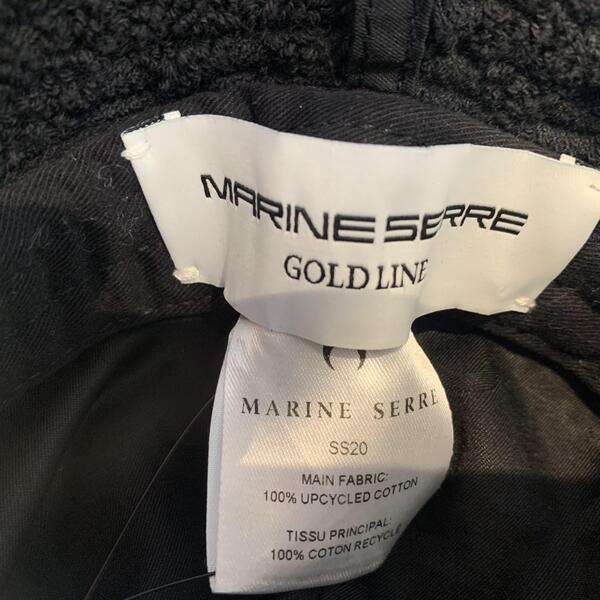 MARINE SERRE
GOLD LINE
MARINE SERRE
SS20
MAIN FABRIC:
100% UPCYCLED COTTON
TISSU PRINCIPAL:
100% COTON RECYCLÉ